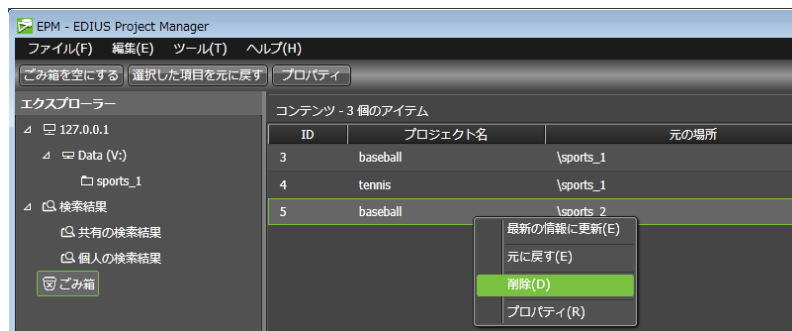 EPM - EDIUS Project Manager
ファイル(F) 編集(E) ツール(T) ヘルプ(H)
ごみ箱を空にする 選択した項目を元に戻す プロパティ
エクスプローラー
127.0.0.1
Data (V:)
sports_1
検索結果
共有の検索結果
個人の検索結果
ごみ箱
コンテンツ - 3 個のアイテム
ID プロジェクト名 元の場所
3 baseball \sports_1
4 tennis \sports_1
5 baseball \sports_2
最新の情報に更新(E)
元に戻す(E)
削除(D)
プロパティ(R)